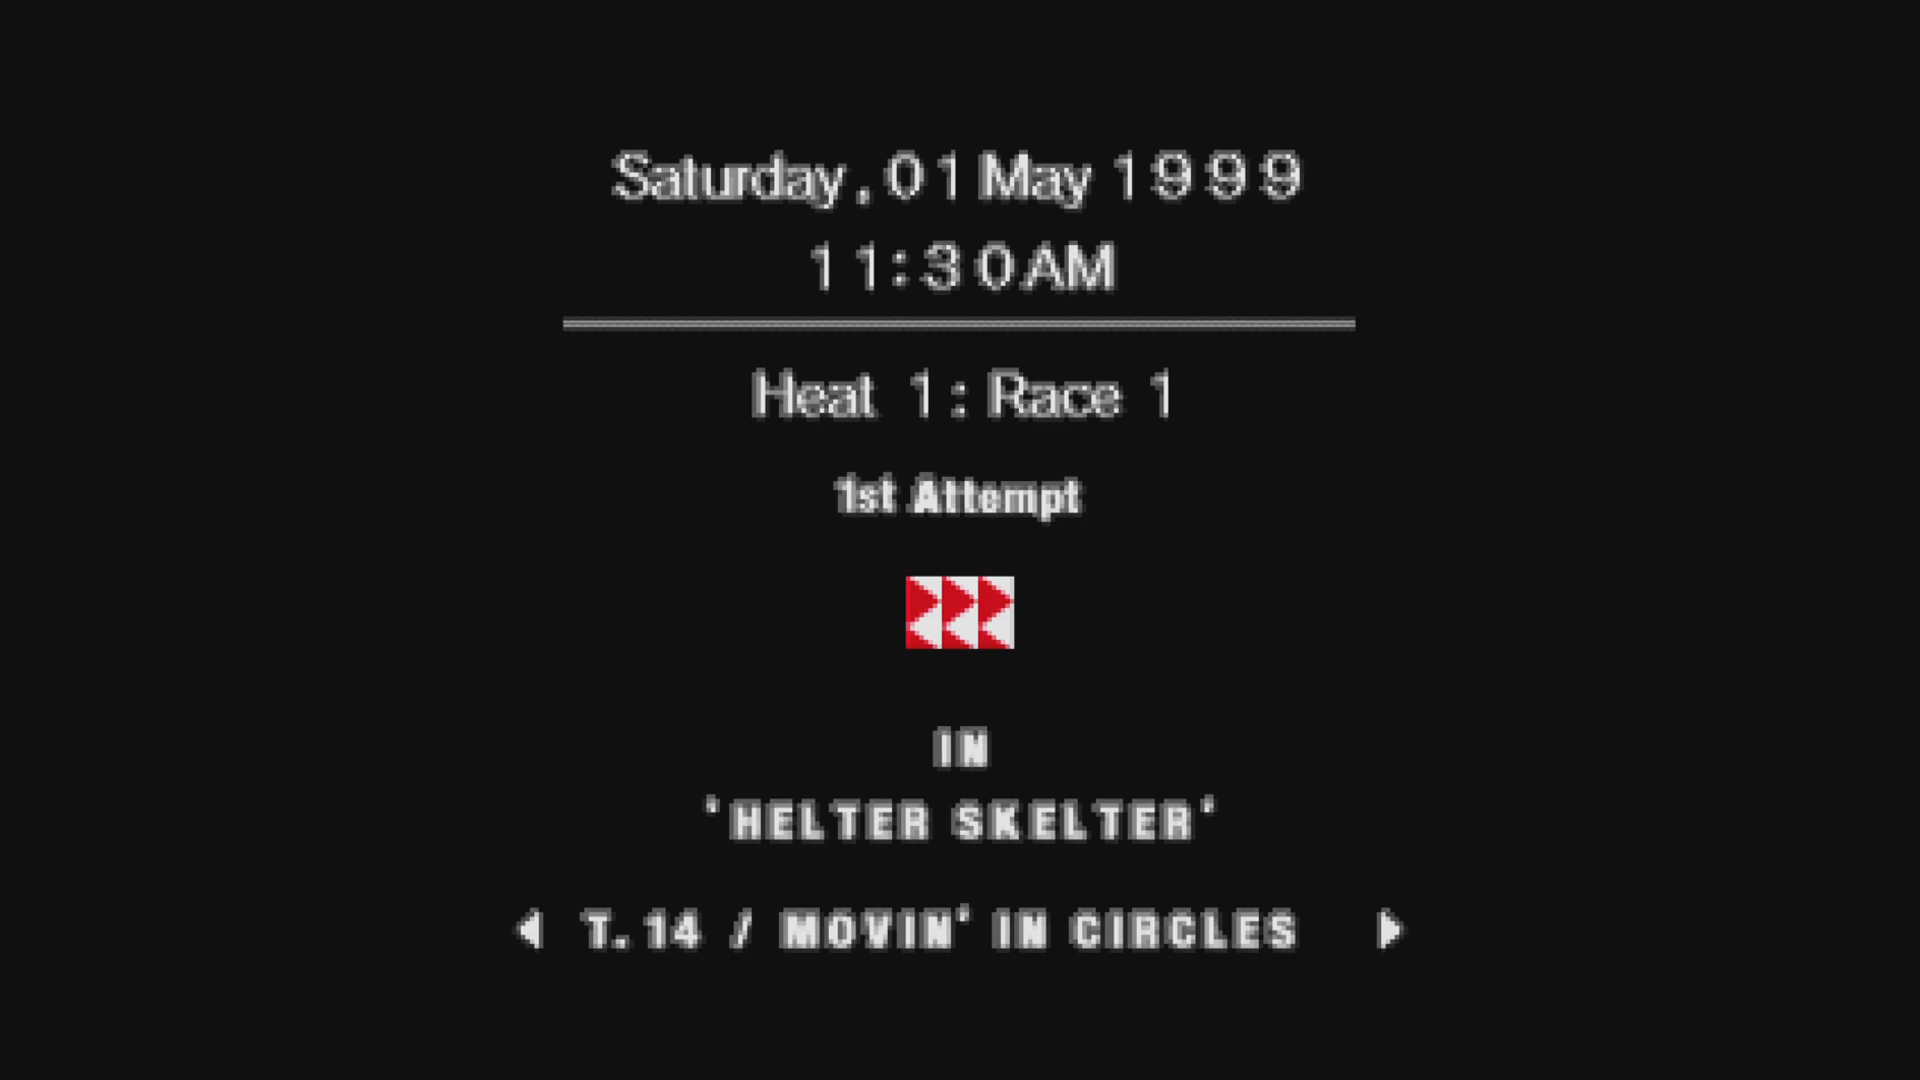 Saturday, 01 May 1999
11:30AM
Heat 1: Race 1
1st Attempt
IN
'HELTER SKELTER'
T.14 / MOVIN' IN CIRCLES